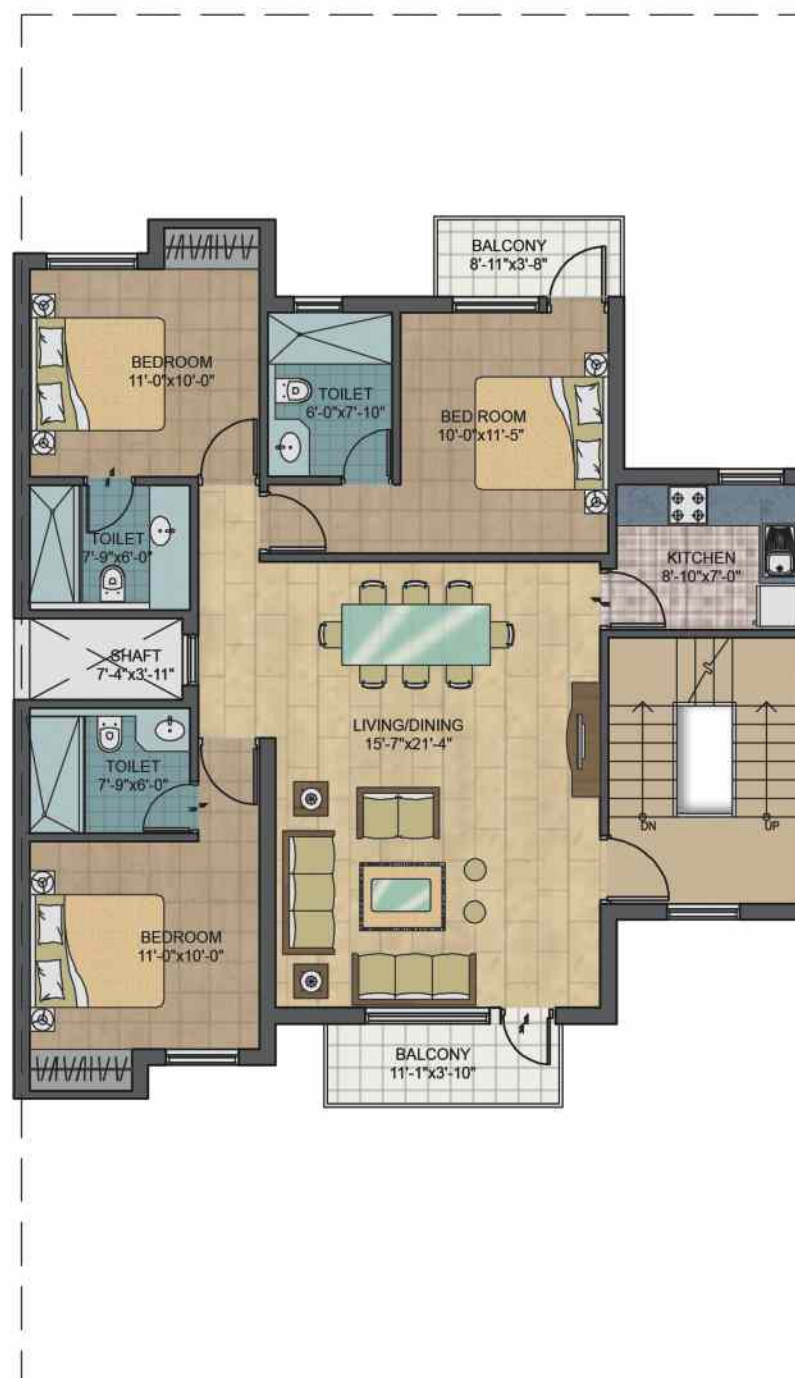 BALCONY
8'-11"x3'-8"
BEDROOM
11'-0"x10'-0"
TOILET
6'-0"x7'-10"
BED ROOM
10'-0"x11'-5"
TOILET
7'-9"x6'-0"
KITCHEN
8'-10"x7'-0"
SHAFT
7'-4"x3'-11"
LIVING/DINING
15'-7"x21'-4"
TOILET
7'-9"x6'-0"
DN
UP
BEDROOM
11'-0"x10'-0"
BALCONY
11'-1"x3'-10"